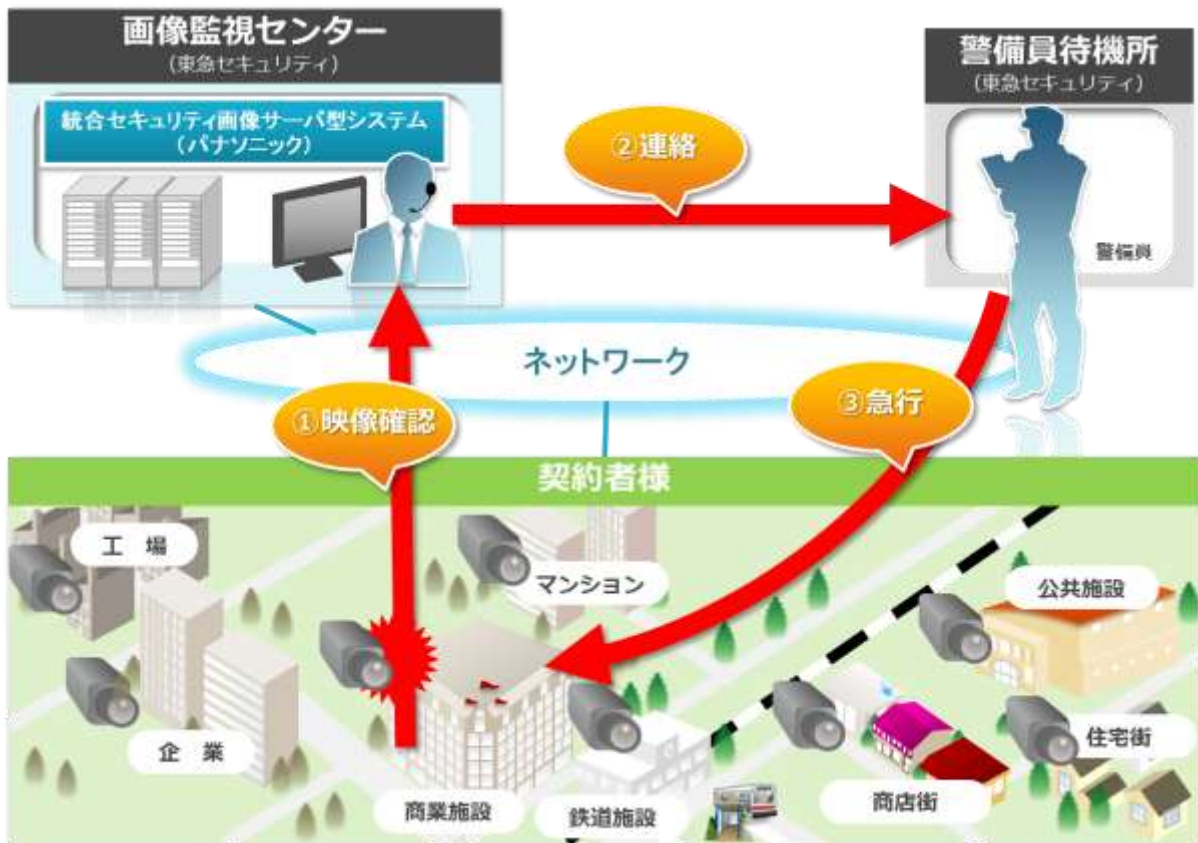 画像監視センター
(東急セキュリティ)
統合セキュリティ画像サーバ型システム
(パナソニック)
警備員待機所
(東急セキュリティ)
警備員
②連絡
ネットワーク
①映像確認
③急行
契約者様
工 場
マンション
公共施設
企 業
住宅街
商業施設
鉄道施設
商店街